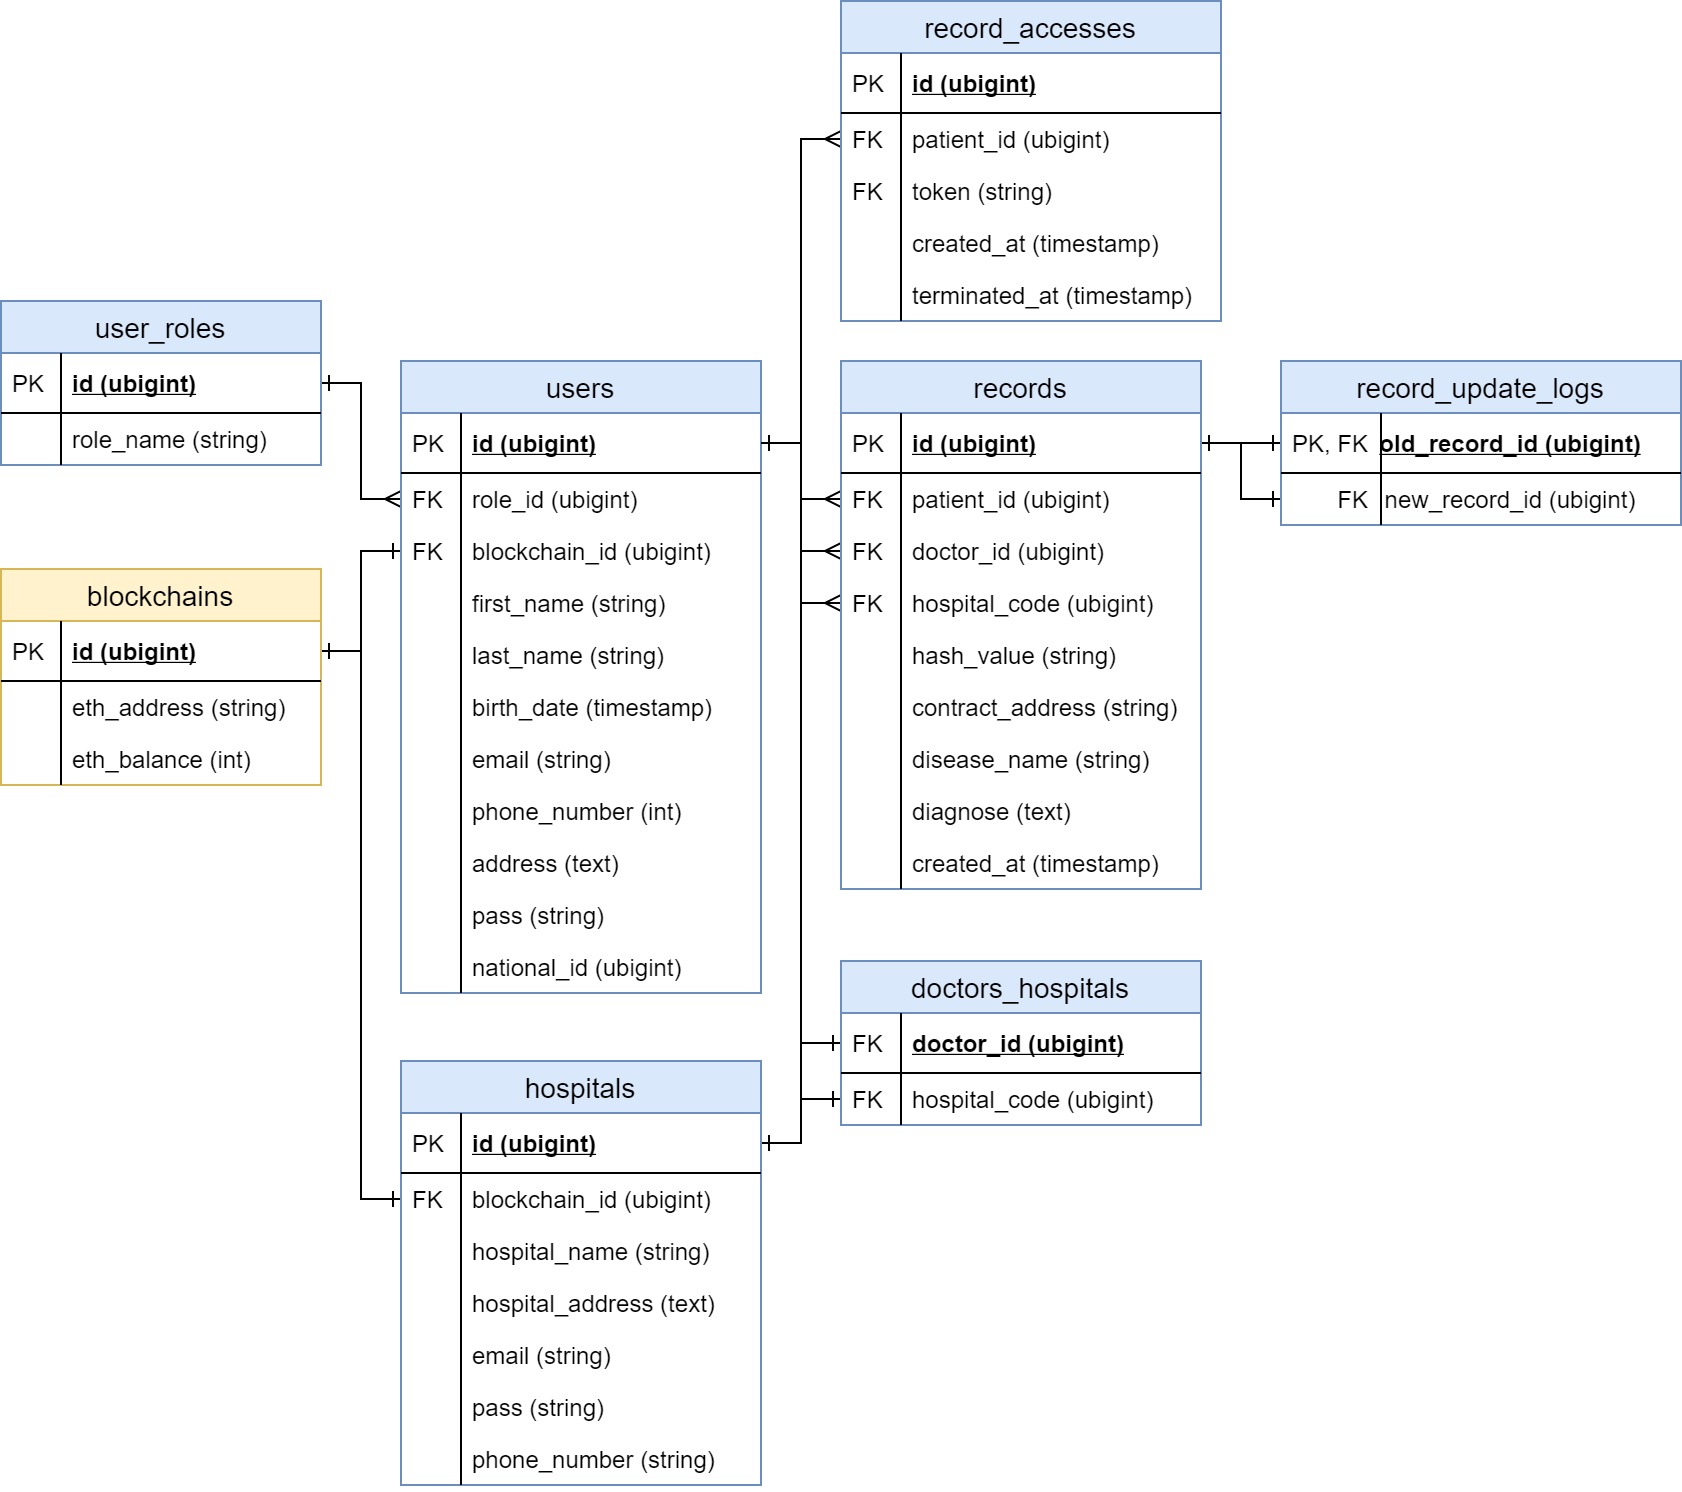 record_accesses
PK id (ubigint)
FK patient_id (ubigint)
FK token (string)
created_at (timestamp)
terminated_at (timestamp)
user_roles
PK id (ubigint)
role_name (string)
users
PK id (ubigint)
FK role_id (ubigint)
FK blockchain_id (ubigint)
first_name (string)
last_name (string)
birth_date (timestamp)
email (string)
phone_number (int)
address (text)
pass (string)
national_id (ubigint)
records
PK id (ubigint)
FK patient_id (ubigint)
FK doctor_id (ubigint)
FK hospital_code (ubigint)
hash_value (string)
contract_address (string)
disease_name (string)
diagnose (text)
created_at (timestamp)
record_update_logs
PK, FK old_record_id (ubigint)
FK new_record_id (ubigint)
blockchains
PK id (ubigint)
eth_address (string)
eth_balance (int)
doctors_hospitals
FK doctor_id (ubigint)
FK hospital_code (ubigint)
hospitals
PK id (ubigint)
FK blockchain_id (ubigint)
hospital_name (string)
hospital_address (text)
email (string)
pass (string)
phone_number (string)